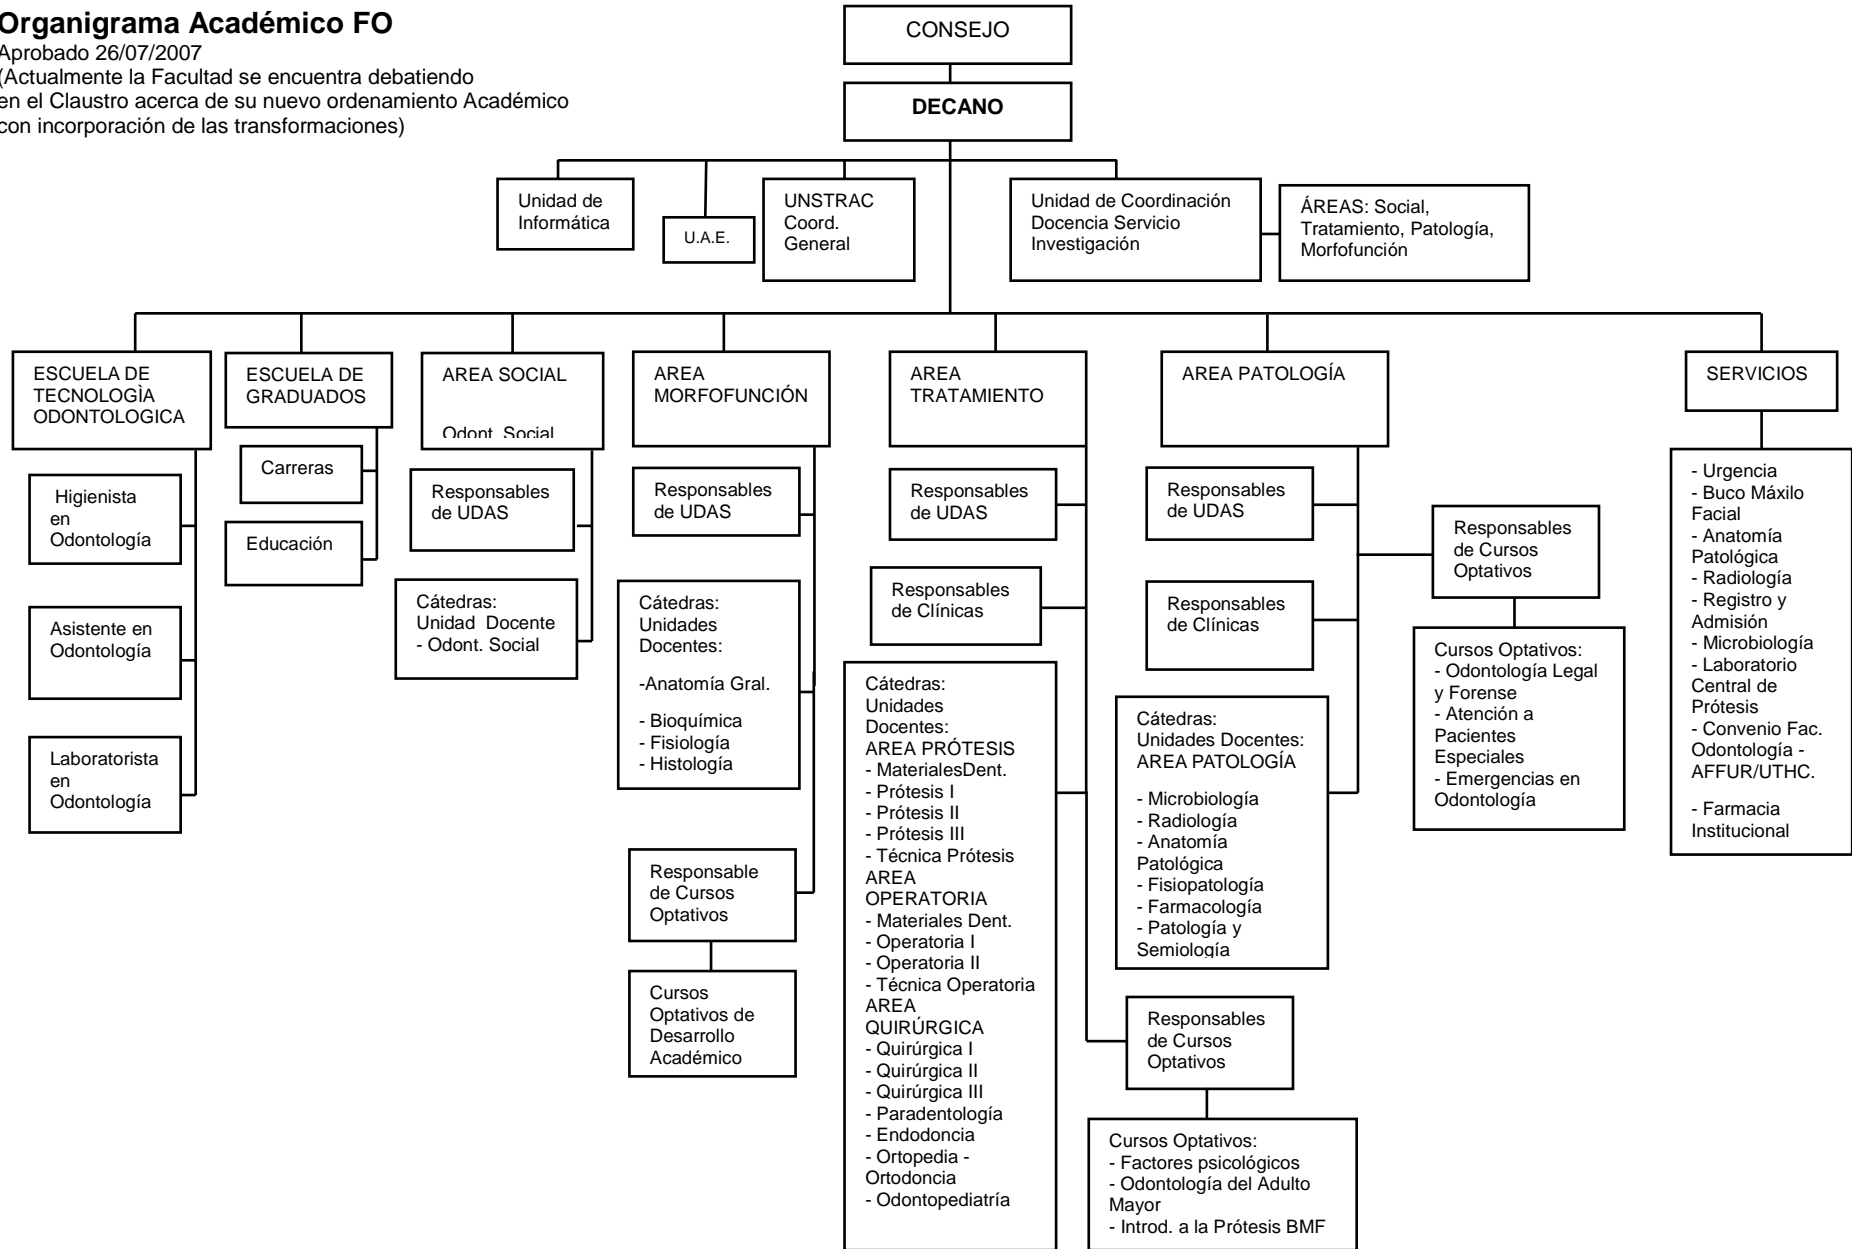 Organigrama Académico FO
Aprobado 26/07/2007
(Actualmente la Facultad se encuentra debatiendo
en el Claustro acerca de su nuevo ordenamiento Académico
con incorporación de las transformaciones)
CONSEJO
DECANO
Unidad de
Informática
U.A.E.
UNSTRAC
Coord.
General
Unidad de Coordinación
Docencia Servicio
Investigación
ÁREAS: Social,
Tratamiento, Patología,
Morfofunción
ESCUELA DE
TECNOLOGÌA
ODONTOLOGICA
ESCUELA DE
GRADUADOS
AREA SOCIAL
Odont. Social
AREA
MORFOFUNCIÓN
AREA
TRATAMIENTO
AREA PATOLOGÍA
SERVICIOS
Higienista
en
Odontología
Asistente en
Odontología
Laboratorista
en
Odontología
Carreras
Educación
Responsables
de UDAS
Cátedras:
Unidad Docente
- Odont. Social
Responsables
de UDAS
Cátedras:
Unidades
Docentes:
-Anatomía Gral.
- Bioquímica
- Fisiología
- Histología
Responsable
de Cursos
Optativos
Cursos
Optativos de
Desarrollo
Académico
Responsables
de UDAS
Responsables
de Clínicas
Cátedras:
Unidades
Docentes:
AREA PRÓTESIS
- MaterialesDent.
- Prótesis I
- Prótesis II
- Prótesis III
- Técnica Prótesis
AREA
OPERATORIA
- Materiales Dent.
- Operatoria I
- Operatoria II
- Técnica Operatoria
AREA
QUIRÚRGICA
- Quirúrgica I
- Quirúrgica II
- Quirúrgica III
- Paradentología
- Endodoncia
- Ortopedia -
Ortodoncia
- Odontopediatría
Responsables
de Cursos
Optativos
Cursos Optativos:
- Factores psicológicos
- Odontología del Adulto
Mayor
- Introd. a la Prótesis BMF
Responsables
de UDAS
Responsables
de Clínicas
Cátedras:
Unidades Docentes:
AREA PATOLOGÍA
- Microbiología
- Radiología
- Anatomía
Patológica
- Fisiopatología
- Farmacología
- Patología y
Semiología
Responsables
de Cursos
Optativos
Cursos Optativos:
- Odontología Legal
y Forense
- Atención a
Pacientes
Especiales
- Emergencias en
Odontología
- Urgencia
- Buco Máxilo
Facial
- Anatomía
Patológica
- Radiología
- Registro y
Admisión
- Microbiología
- Laboratorio
Central de
Prótesis
- Convenio Fac.
Odontología -
AFFUR/UTHC.
- Farmacia
Institucional